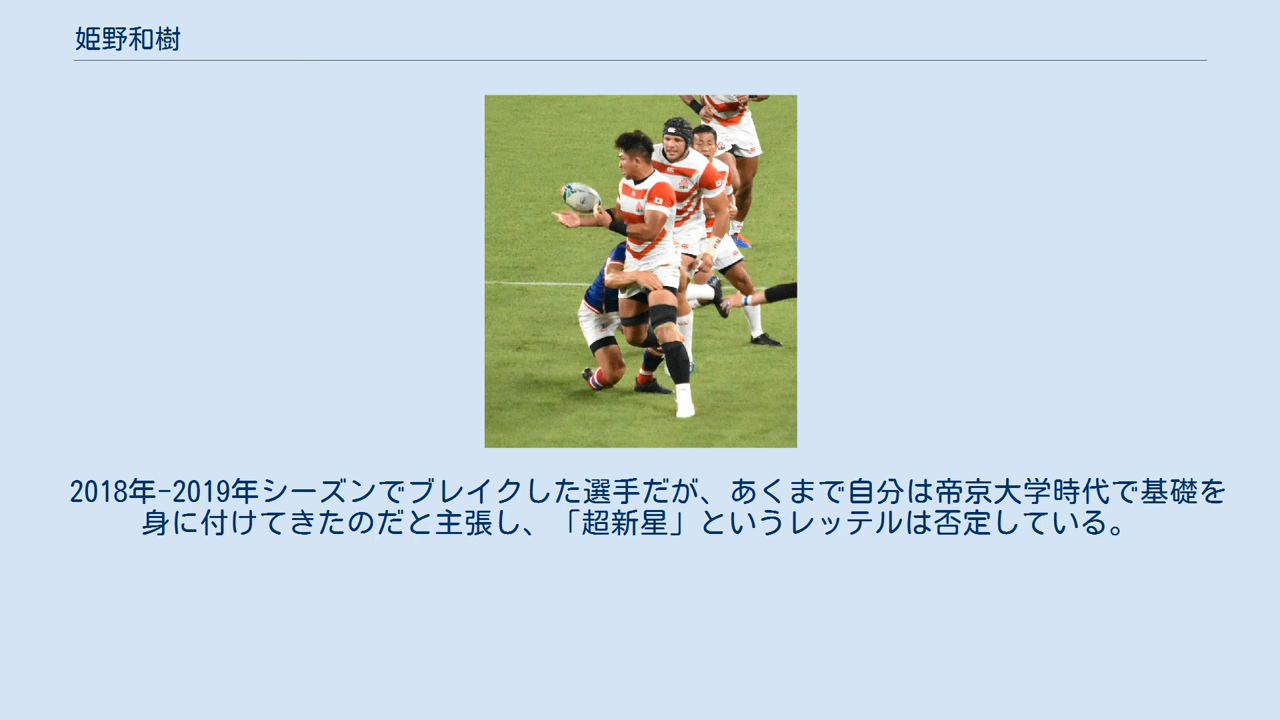 姫野和樹
2018年-2019年シーズンでブレイクした選手だが、あくまで自分は帝京大学時代で基礎を
身に付けてきたのだと主張し、「超新星」というレッテルは否定している。